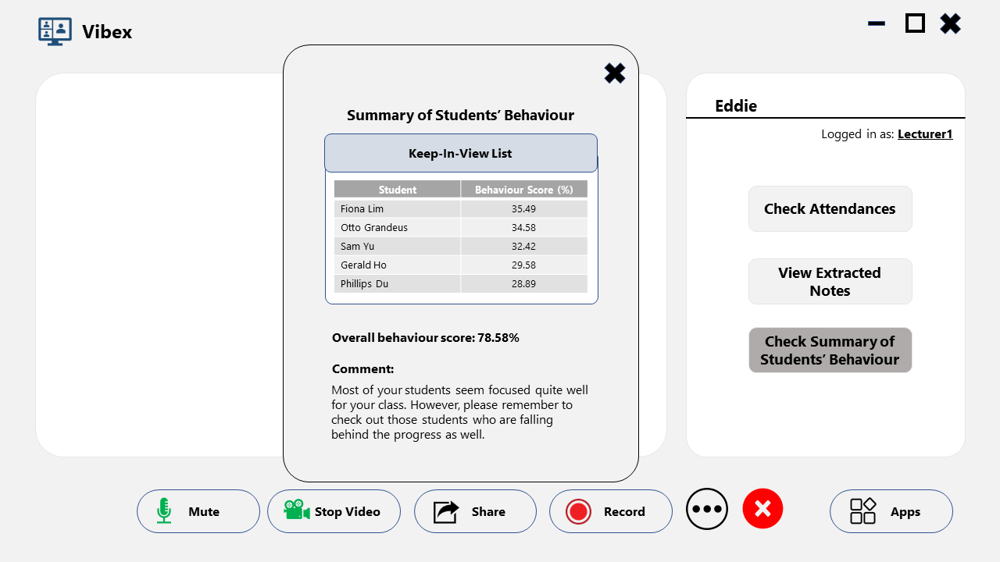 Vibex
Summary of Students’ Behaviour
Keep-In-View List
Student Behaviour Score (%)
Fiona Lim 35.49
Otto Grandeus 34.58
Sam Yu 32.42
Gerald Ho 29.58
Phillips Du 28.89
Overall behaviour score: 78.58%
Comment:
Most of your students seem focused quite well
for your class. However, please remember to
check out those students who are falling
behind the progress as well.
Eddie
Logged in as: Lecturer1
Check Attendances
View Extracted
Notes
Check Summary of
Students’ Behaviour
Mute
Stop Video
Share
Record
Apps